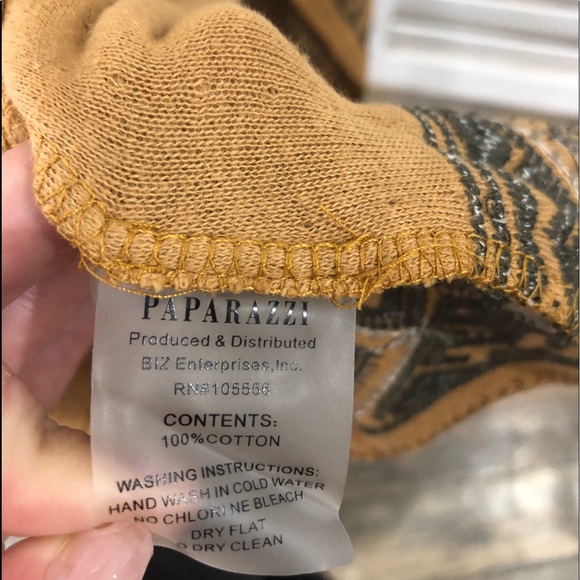 PAPARAZZI
Produced & Distributed
BIZ Enterprises,Inc.
RN#105556
CONTENTS:
100%COTTON
WASHING INSTRUCTIONS:
HAND WASH IN COLD WATER
NO CHLORINE BLEACH
DRY FLAT
DRY CLEAN